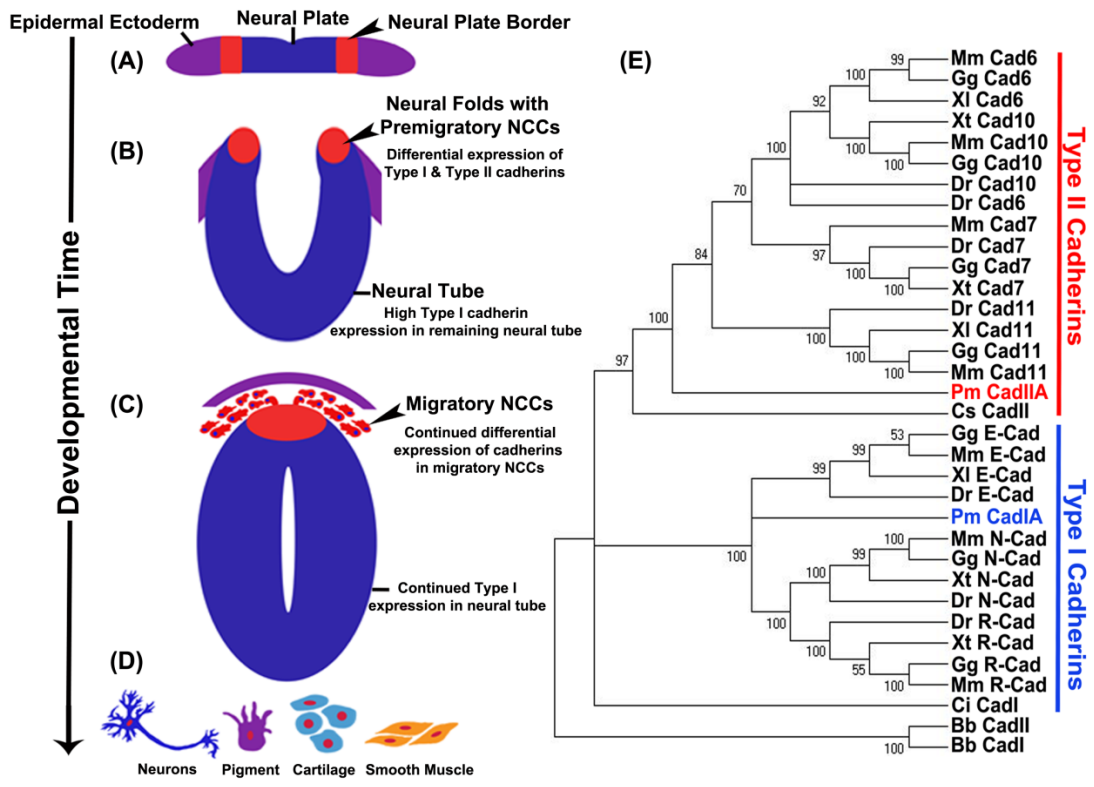 Epidermal Ectoderm
Neural Plate
Neural Plate Border
(A)
Neural Folds with
Premigratory NCCs
(B)
Differential expression of
Type I & Type II cadherins
Neural Tube
High Type I cadherin
expression in remaining neural tube
(C)
Migratory NCCs
Continued differential
expression of cadherins
in migratory NCCs
Continued Type I
expression in neural tube
(D)
Neurons
Pigment
Cartilage
Smooth Muscle
Developmental Time
(E)
Mm Cad6
Gg Cad6
Xl Cad6
Xt Cad10
Mm Cad10
Gg Cad10
Dr Cad10
Dr Cad6
Mm Cad7
Dr Cad7
Gg Cad7
Xt Cad7
Dr Cad11
Xl Cad11
Gg Cad11
Mm Cad11
Pm CadIIA
Cs CadII
Gg E-Cad
Mm E-Cad
Xl E-Cad
Dr E-Cad
Pm CadIA
Mm N-Cad
Gg N-Cad
Xt N-Cad
Dr N-Cad
Dr R-Cad
Xt R-Cad
Gg R-Cad
Mm R-Cad
Ci CadI
Bb CadII
Bb CadI
99
100
92
100
100
100
70
97
100
100
84
100
100
100
100
97
53
99
99
100
100
99
100
100
100
55
100
100
Type II Cadherins
Type I Cadherins